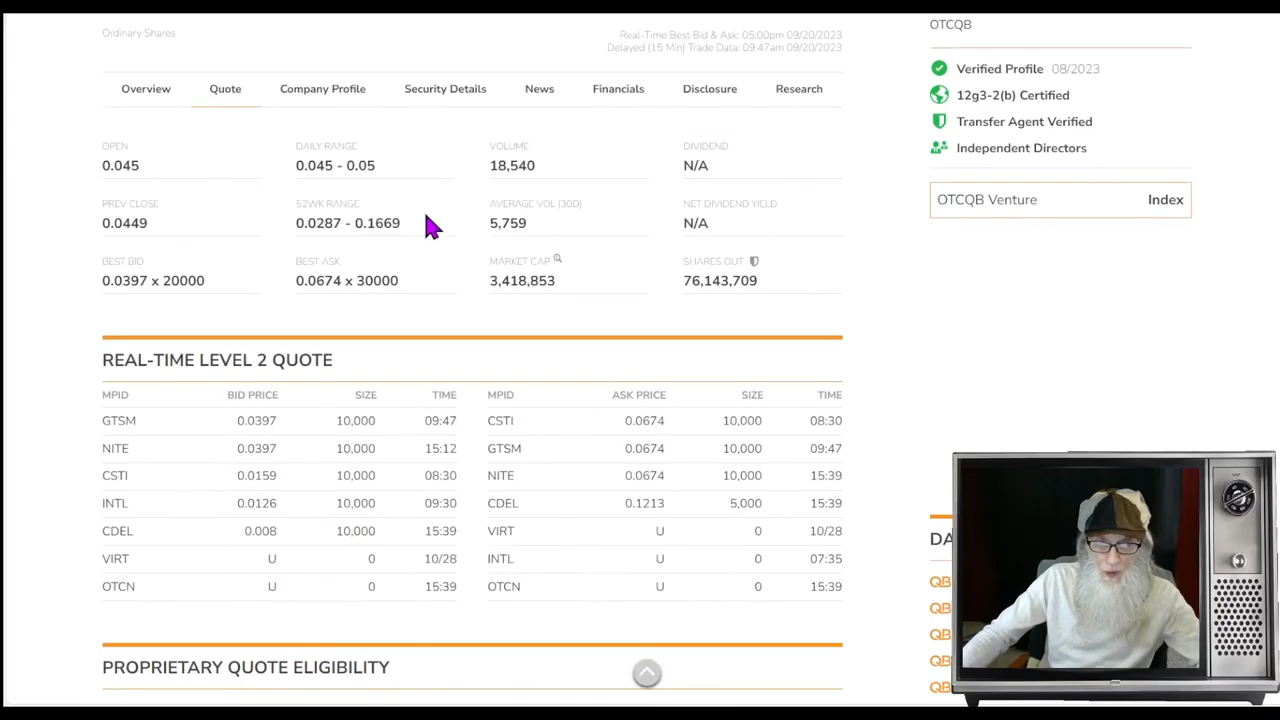 Ordinary Shares
Real-Time Best Bid & Ask: 05:00pm 09/20/2023
Delayed (15 Min) Trade Data: 09:47am 09/20/2023
OTCQB
Verified Profile 08/2023
12g3-2(b) Certified
Transfer Agent Verified
Independent Directors
OTCQB Venture Index
Overview Quote Company Profile Security Details News Financials Disclosure Research
OPEN DAILY RANGE VOLUME DIVIDEND
0.045 0.045 - 0.05 18,540 N/A
PREV CLOSE 52WK RANGE AVERAGE VOL (30D) NET DIVIDEND YIELD
0.0449 0.0287 - 0.1669 5,759 N/A
BEST BID BEST ASK MARKET CAP SHARES OUT
0.0397 x 20000 0.0674 x 30000 3,418,853 76,143,709
REAL-TIME LEVEL 2 QUOTE
MPID BID PRICE SIZE TIME MPID ASK PRICE SIZE TIME
GTSM 0.0397 10,000 09:47 CSTI 0.0674 10,000 08:30
NITE 0.0397 10,000 15:12 GTSM 0.0674 10,000 09:47
CSTI 0.0159 10,000 08:30 NITE 0.0674 10,000 15:39
INTL 0.0126 10,000 09:30 CDEL 0.1213 5,000 15:39
CDEL 0.008 10,000 15:39 VIRT U 0 10/28
VIRT U 0 10/28 INTL U 0 07:35
OTCN U 0 15:39 OTCN U 0 15:39
PROPRIETARY QUOTE ELIGIBILITY
DA
QB
QB
QB
QB
QB